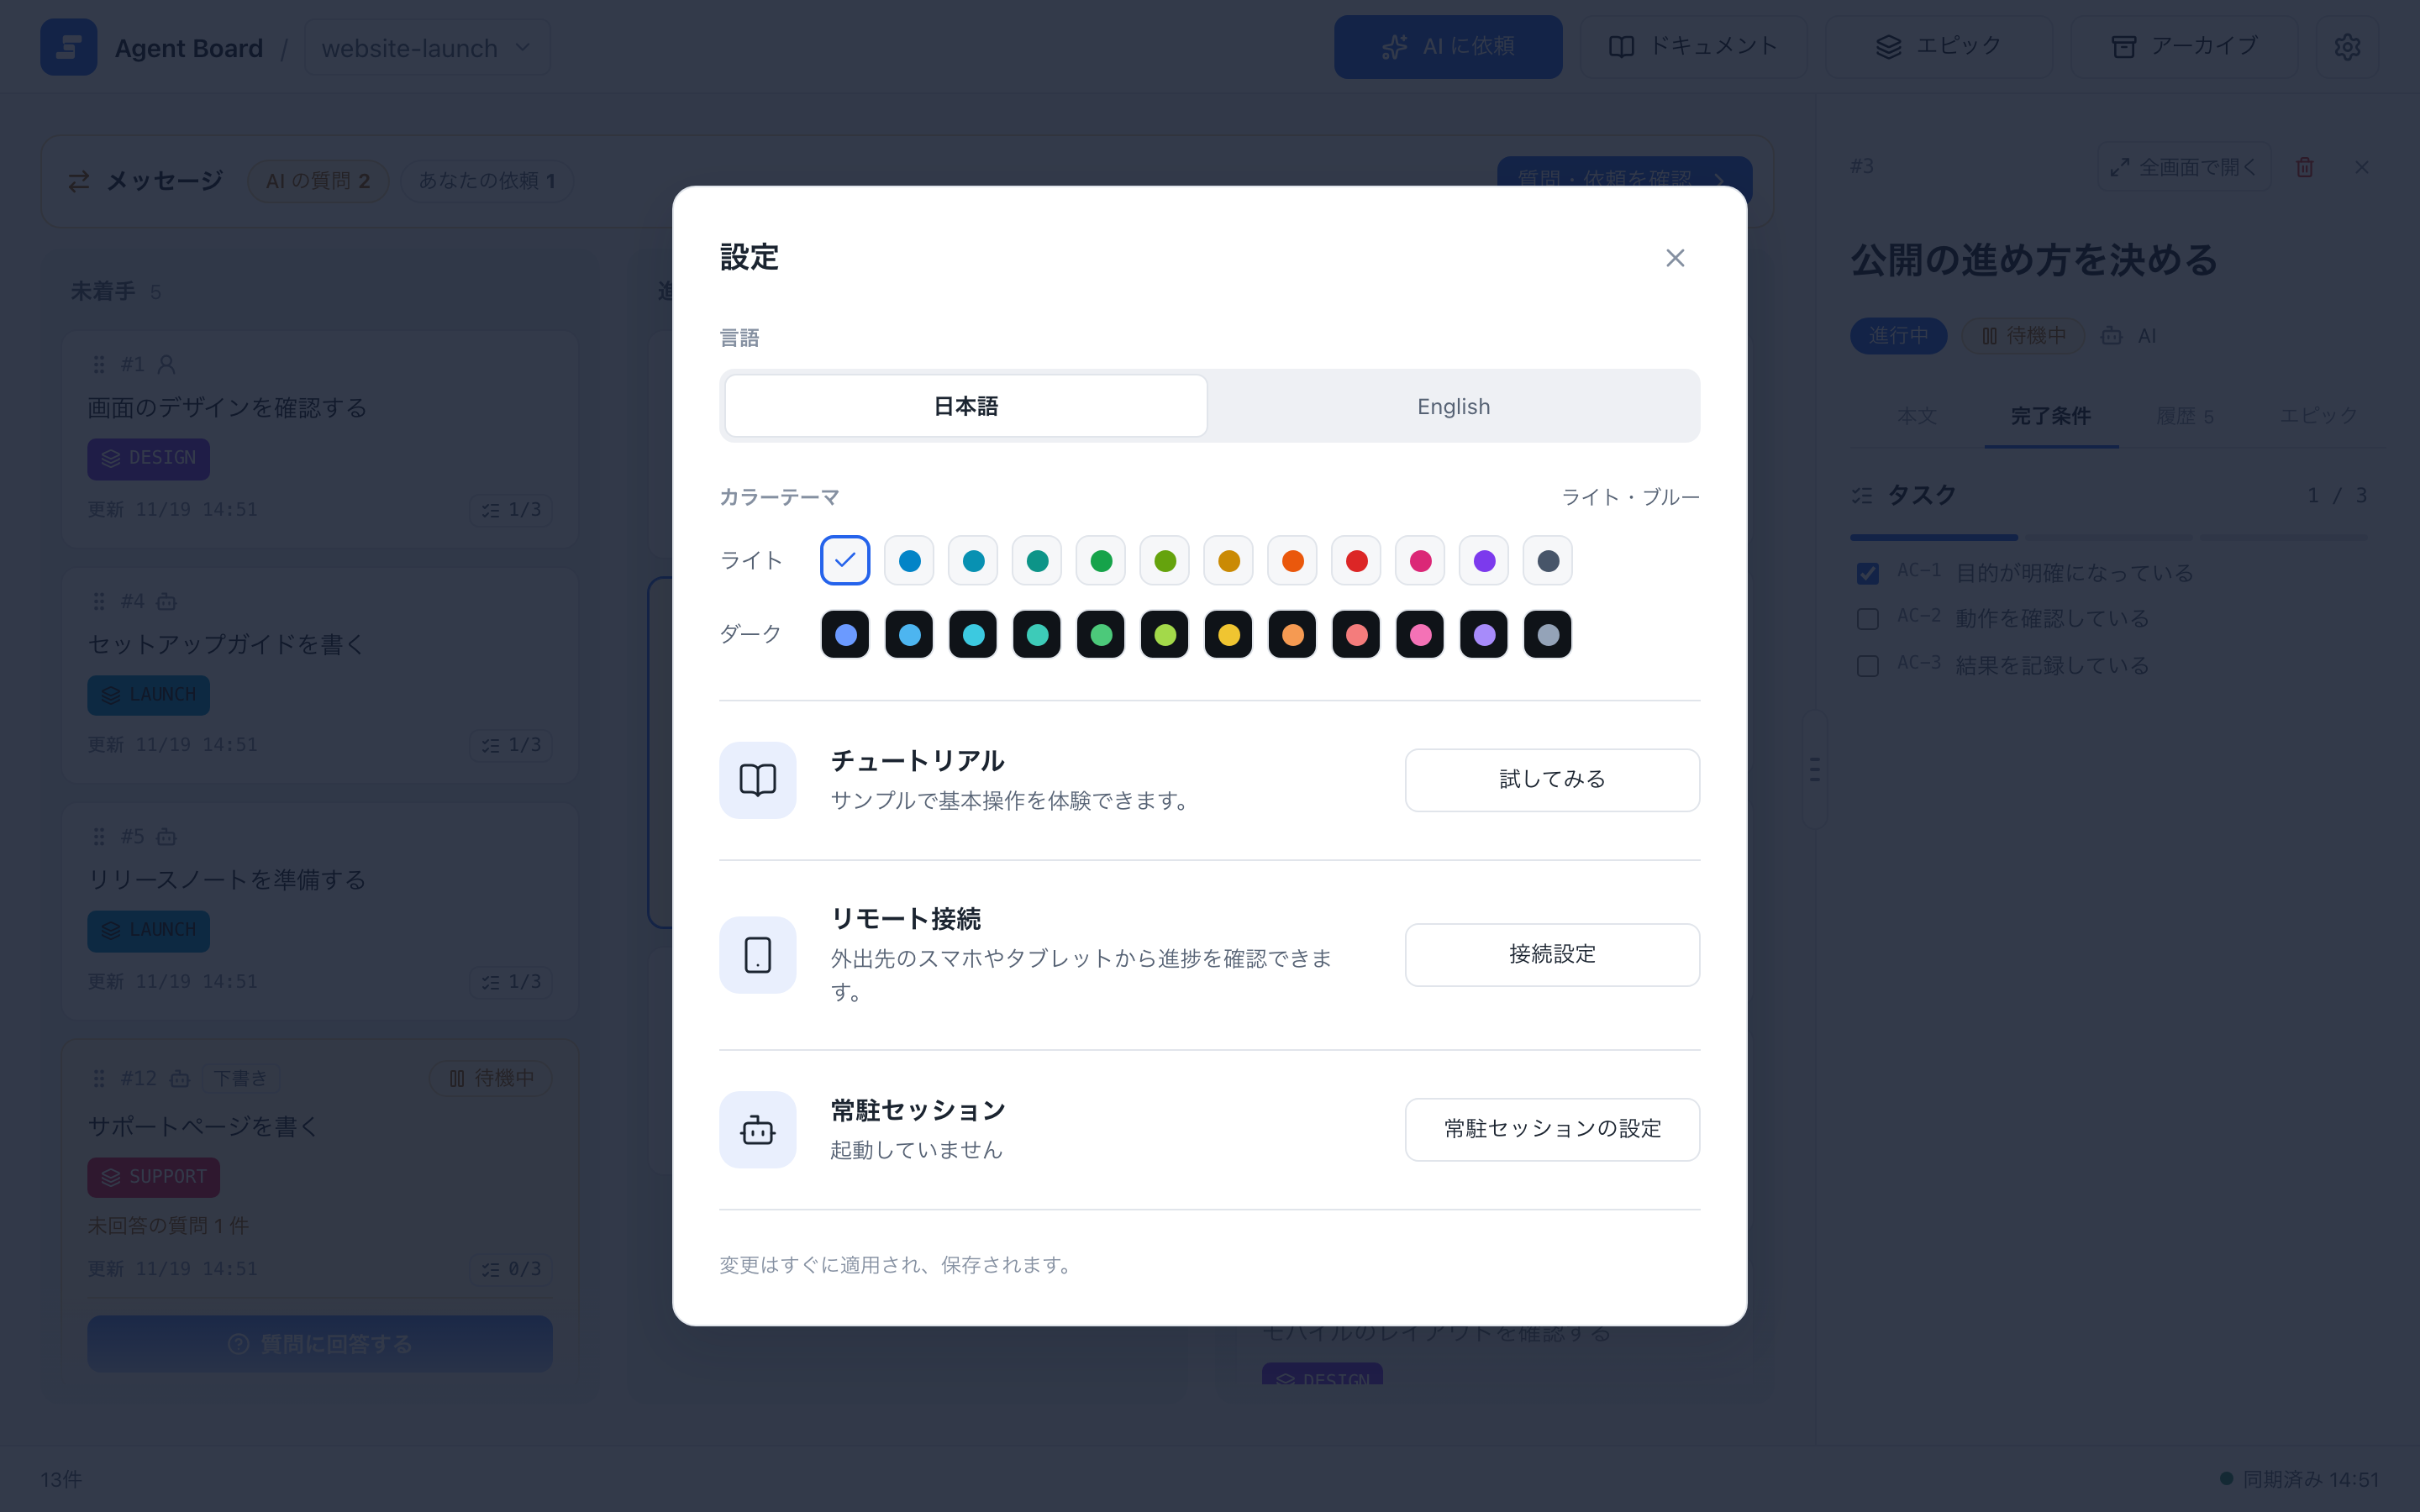 Agent Board / website-launch
AI に依頼
ドキュメント
エピック
アーカイブ
メッセージ
AI の質問 2
あなたの依頼 1
質問・依頼を確認
未着手 5
#1
画面のデザインを確認する
DESIGN
更新 11/19 14:51
1/3
#4
セットアップガイドを書く
LAUNCH
更新 11/19 14:51
1/3
#5
リリースノートを準備する
LAUNCH
更新 11/19 14:51
1/3
#12
下書き
待機中
サポートページを書く
SUPPORT
未回答の質問 1 件
更新 11/19 14:51
0/3
質問に回答する
設定
言語
日本語
English
カラーテーマ
ライト・ブルー
ライト
ダーク
チュートリアル
サンプルで基本操作を体験できます。
試してみる
リモート接続
外出先のスマホやタブレットから進捗を確認できま
す。
接続設定
常駐セッション
起動していません
常駐セッションの設定
変更はすぐに適用され、保存されます。
モバイルのレイアウトを確認する
DESIGN
#3
全画面で開く
公開の進め方を決める
進行中
待機中
AI
本文
完了条件
履歴 5
エピック
タスク
1 / 3
AC-1 目的が明確になっている
AC-2 動作を確認している
AC-3 結果を記録している
13件
同期済み 14:51